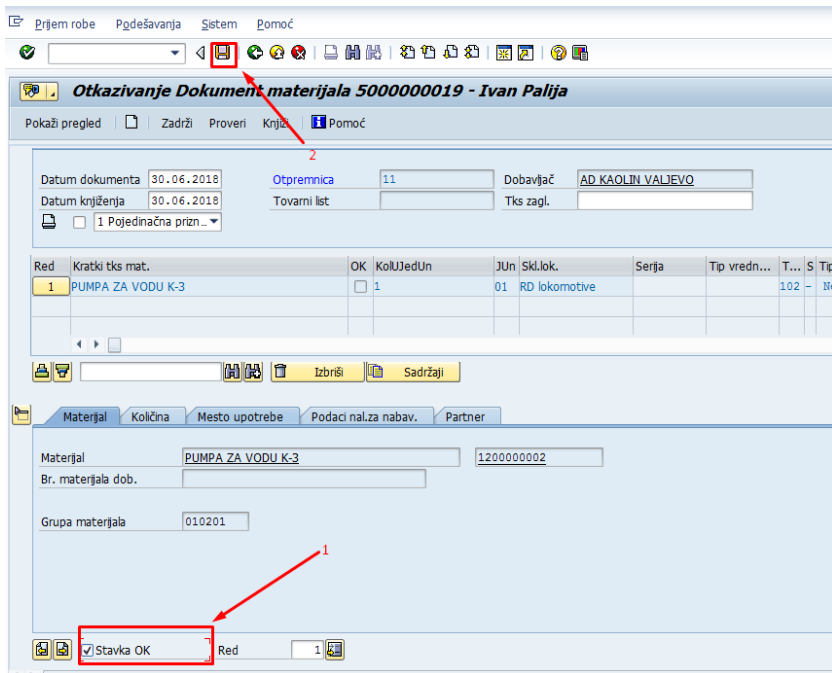 Prijem robe Podešavanja Sistem Pomoć
Otkazivanje Dokument materijala 5000000019 - Ivan Palija
Pokaži pregled Zadrži Proveri Knjiži Pomoć
2
Datum dokumenta 30.06.2018 Otpremnica 11 Dobavljač AD KAOLIN VALJEVO
Datum knjiženja 30.06.2018 Tovarni list Tks zagl.
1 Pojedinačna prizn...
Red Kratki tks mat. OK KolUJedUn JUn Skl.lok. Serija Tip vredn... T... S Tip
1 PUMPA ZA VODU K-3 1 01 RD lokomotive 102 -
Izbriši Sadržaji
Materijal Količina Mesto upotrebe Podaci nal.za nabav. Partner
Materijal PUMPA ZA VODU K-3 1200000002
Br. materijala dob.
Grupa materijala 010201
1
Stavka OK Red 1